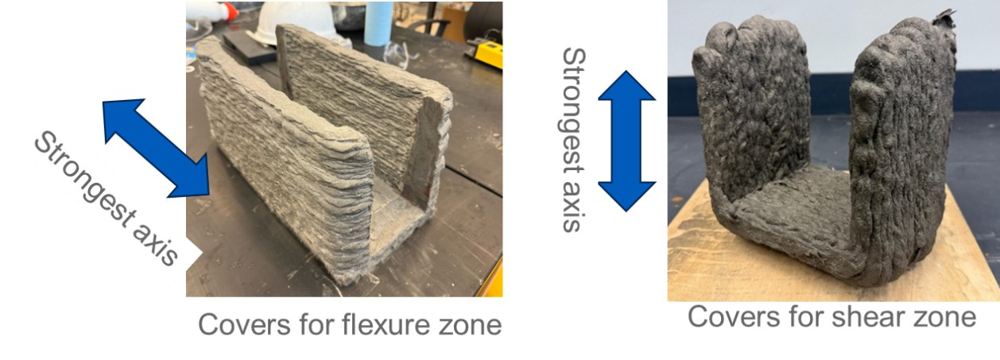 Strongest axis
Covers for flexure zone
Strongest axis
Covers for shear zone